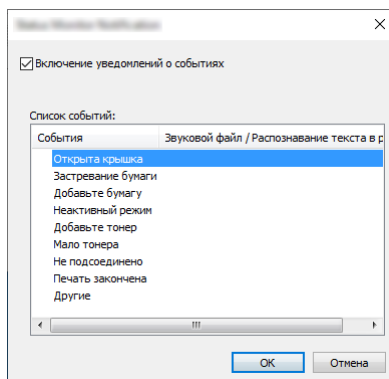 Включение уведомлений о событиях
Список событий:
События Звуковой файл / Распознавание текста в р
Открыта крышка
Застревание бумаги
Добавьте бумагу
Неактивный режим
Добавьте тонер
Мало тонера
Не подсоединено
Печать закончена
Другие
OK Отмена